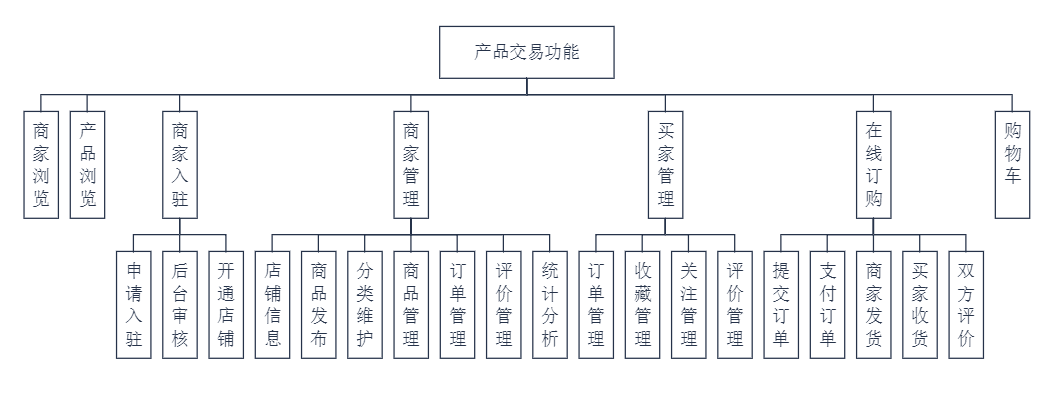 产品交易功能
商家浏览
产品浏览
商家入驻
商家管理
买家管理
在线订购
购物车
申请入驻
后台审核
开通店铺
店铺信息
商品发布
分类维护
商品管理
订单管理
评价管理
统计分析
订单管理
收藏管理
关注管理
评价管理
提交订单
支付订单
商家发货
买家收货
双方评价